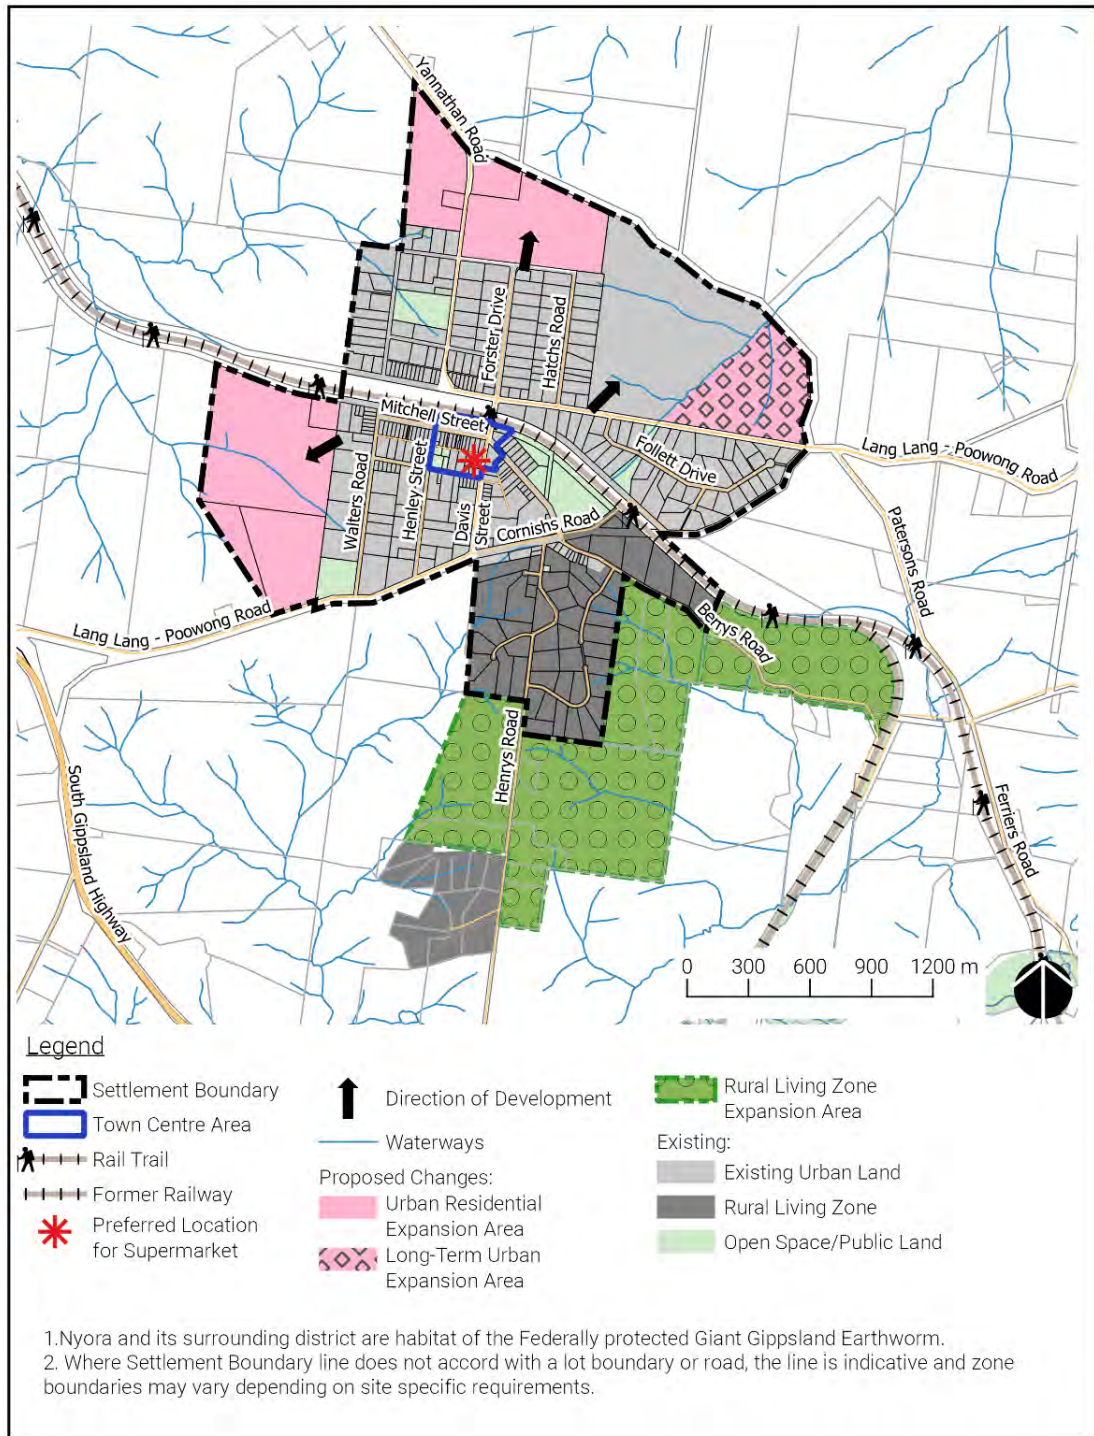 Yannathan Road
Forster Drive
Hatchs Road
Mitchell Street
Follett Drive
Lang Lang - Poowong Road
Walters Road
Henley Street
Davis
Street
Cornishs Road
Patersons Road
Lang Lang - Poowong Road
Berrys Road
Henrys Road
South Gippsland Highway
Ferriers Road
0 300 600 900 1200 m
Legend
Settlement Boundary
Town Centre Area
Rail Trail
Former Railway
Preferred Location
for Supermarket
Direction of Development
Waterways
Proposed Changes:
Urban Residential
Expansion Area
Long-Term Urban
Expansion Area
Rural Living Zone
Expansion Area
Existing:
Existing Urban Land
Rural Living Zone
Open Space/Public Land
1.Nyora and its surrounding district are habitat of the Federally protected Giant Gippsland Earthworm.
2. Where Settlement Boundary line does not accord with a lot boundary or road, the line is indicative and zone
boundaries may vary depending on site specific requirements.